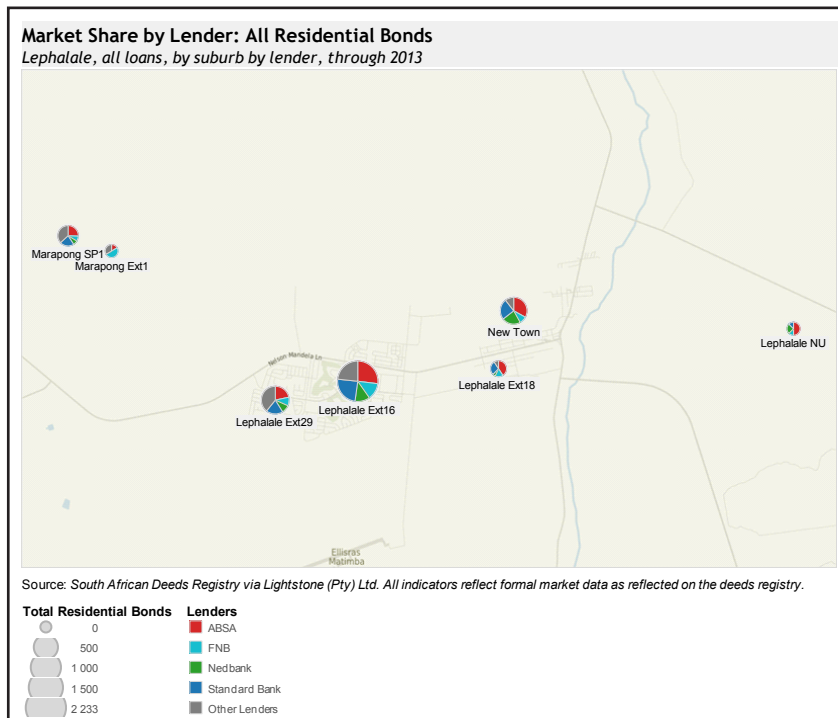 Market Share by Lender: All Residential Bonds
Lephalale, all loans, by suburb by lender, through 2013
Marapong SP1
Marapong Ext1
New Town
Lephalale NU
Nelson Mandela Ln
Lephalale Ext18
Lephalale Ext16
Lephalale Ext29
Ellisras
Matimba
Source: South African Deeds Registry via Lightstone (Pty) Ltd. All indicators reflect formal market data as reflected on the deeds registry.
Total Residential Bonds
0
500
1 000
1 500
2 233
Lenders
ABSA
FNB
Nedbank
Standard Bank
Other Lenders